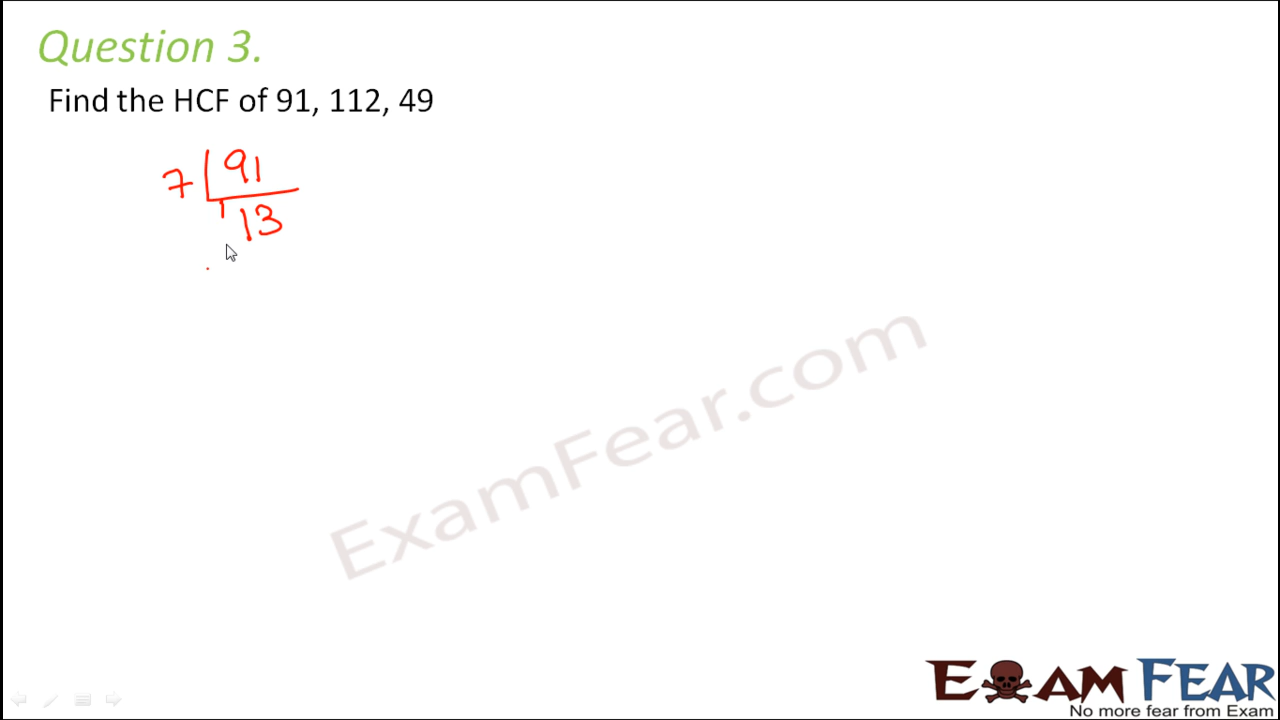 Question 3.
Find the HCF of 91, 112, 49
7 91
13
ExamFear.com
EXAM FEAR
No more fear from Exam